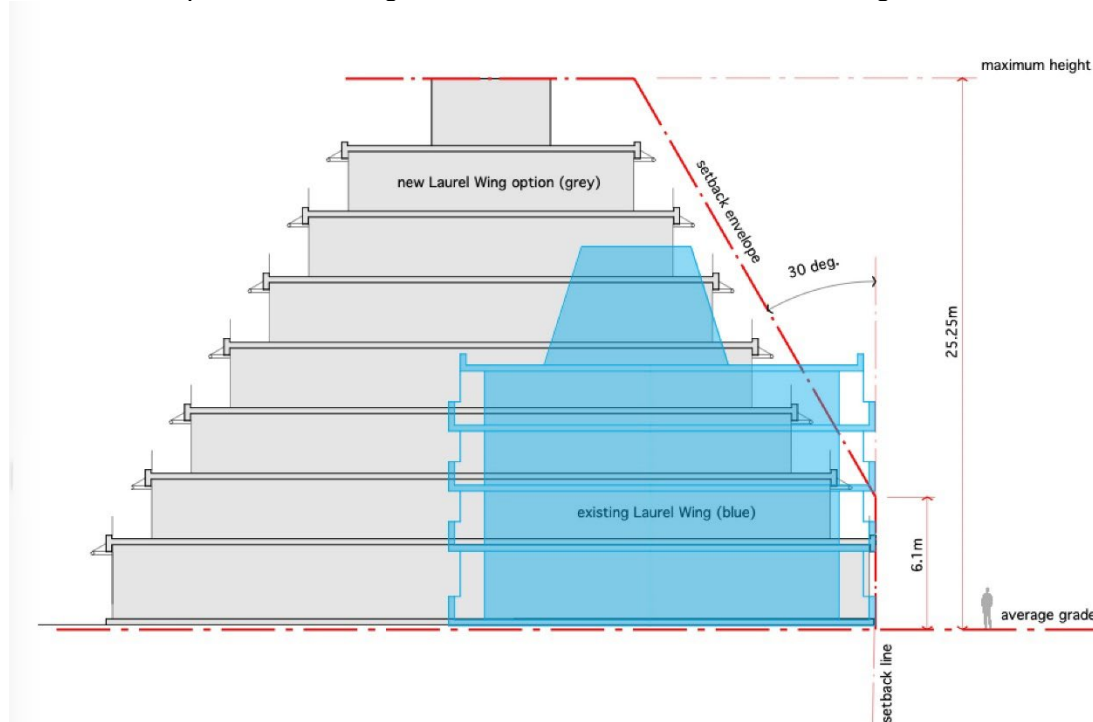 maximum height
new Laurel Wing option (grey)
setback envelope
30 deg.
25.25m
existing Laurel Wing (blue)
6.1m
average grade
setback line